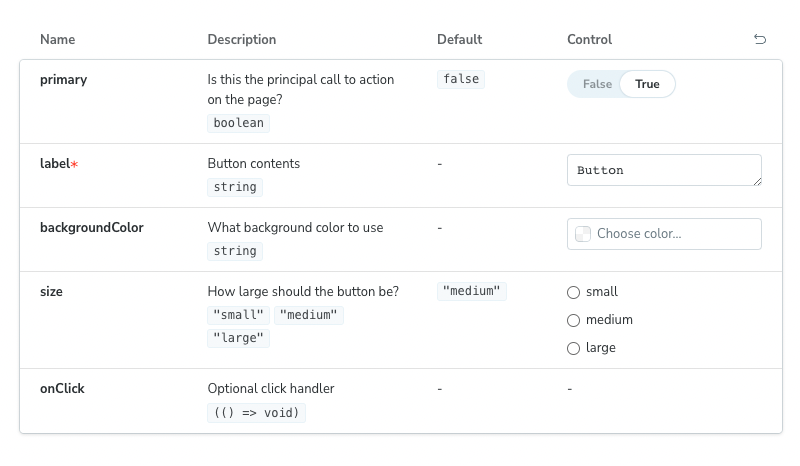 Name Description Default Control
primary Is this the principal call to action false False True
on the page?
boolean
label* Button contents - Button
string
backgroundColor What background color to use - Choose color...
string
size How large should the button be? "medium" small
"small" "medium" medium
"large" large
onClick Optional click handler - -
(() => void)